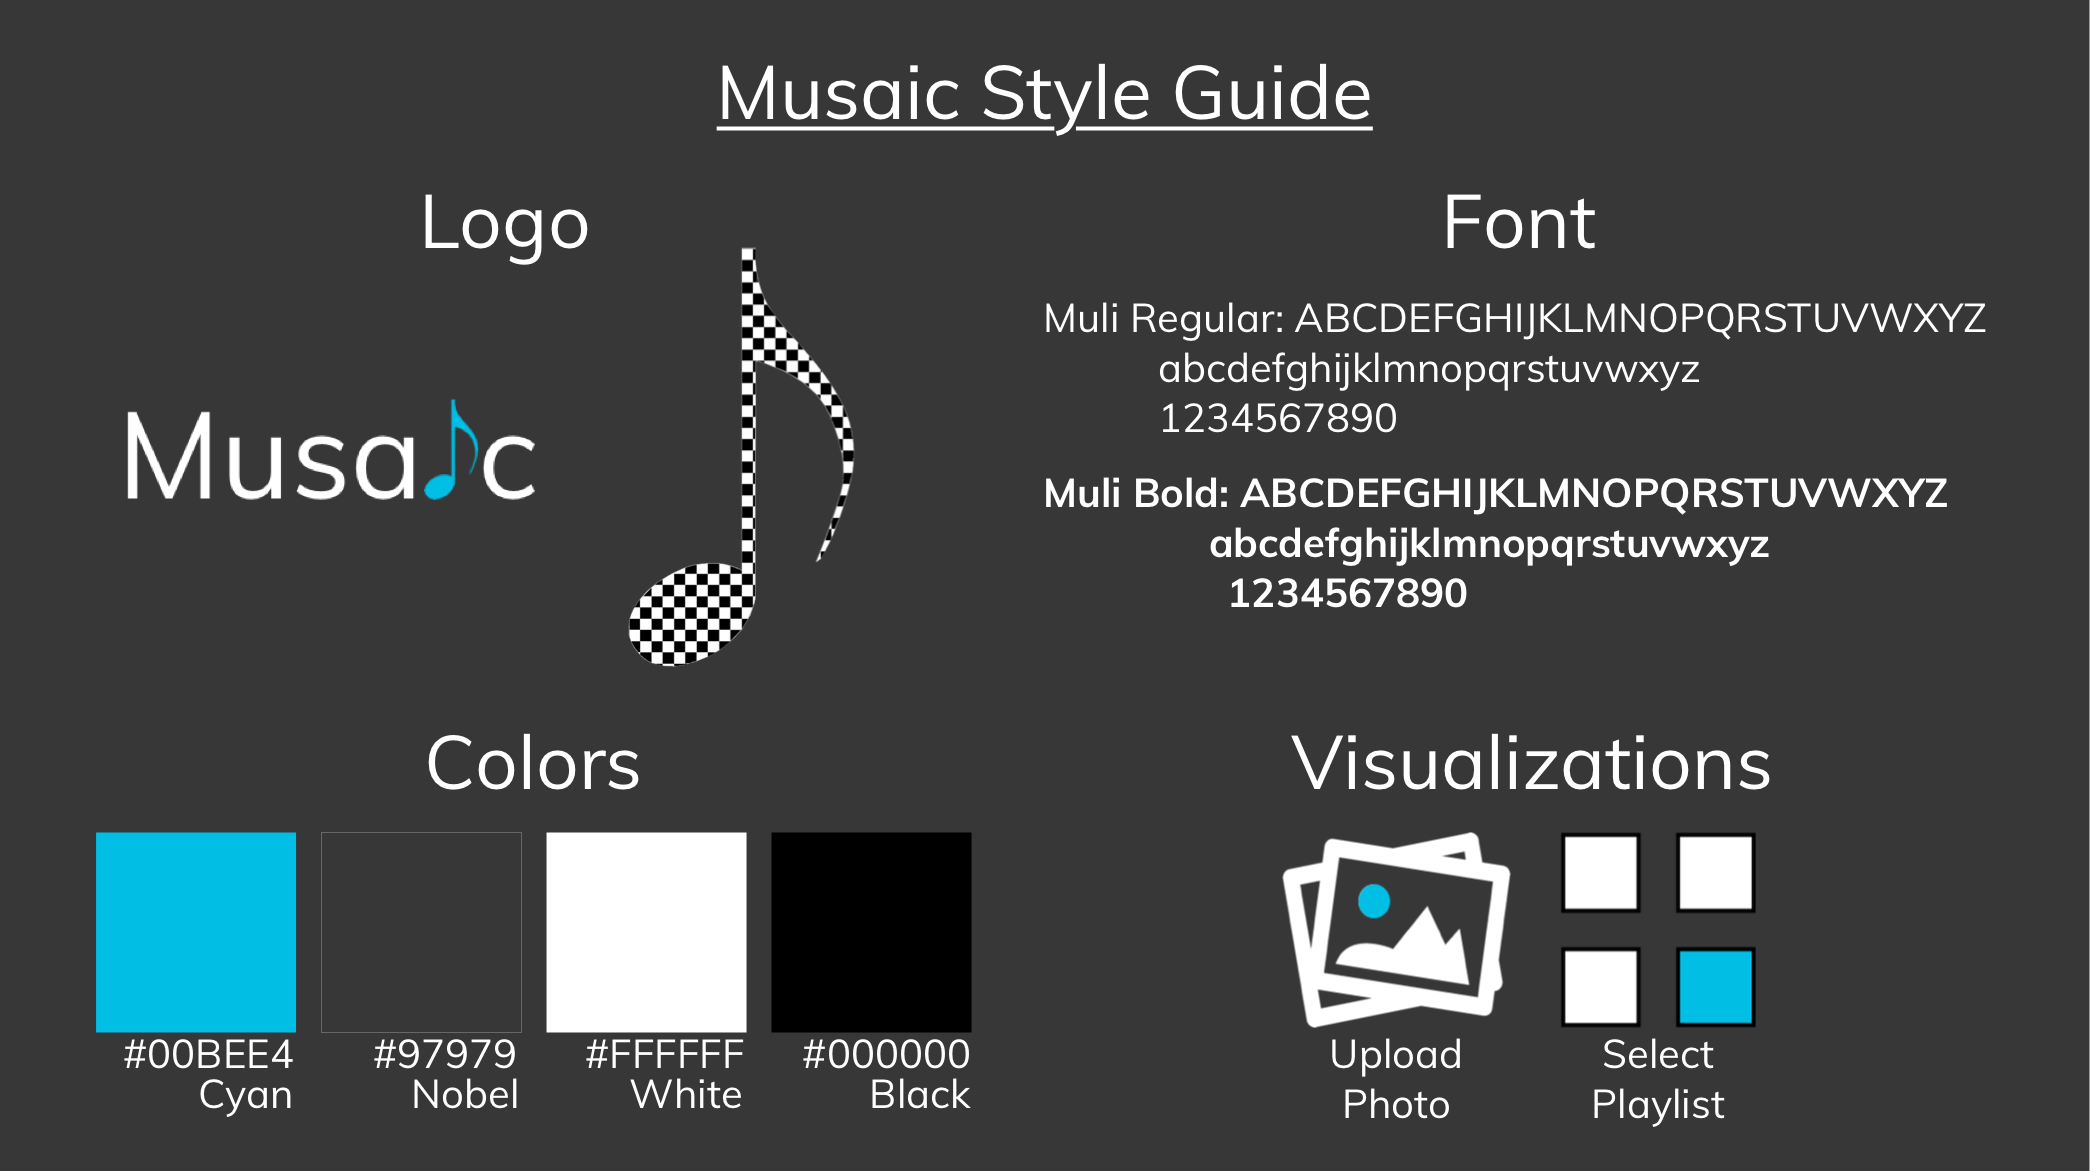 Musaic Style Guide
Logo
Musaic
Font
Muli Regular: ABCDEFGHIJKLMNOPQRSTUVWXYZ
abcdefghijklmnopqrstuvwxyz
1234567890
Muli Bold: ABCDEFGHIJKLMNOPQRSTUVWXYZ
abcdefghijklmnopqrstuvwxyz
1234567890
Colors
#00BEE4
Cyan
#97979
Nobel
#FFFFFF
White
#000000
Black
Visualizations
Upload
Photo
Select
Playlist